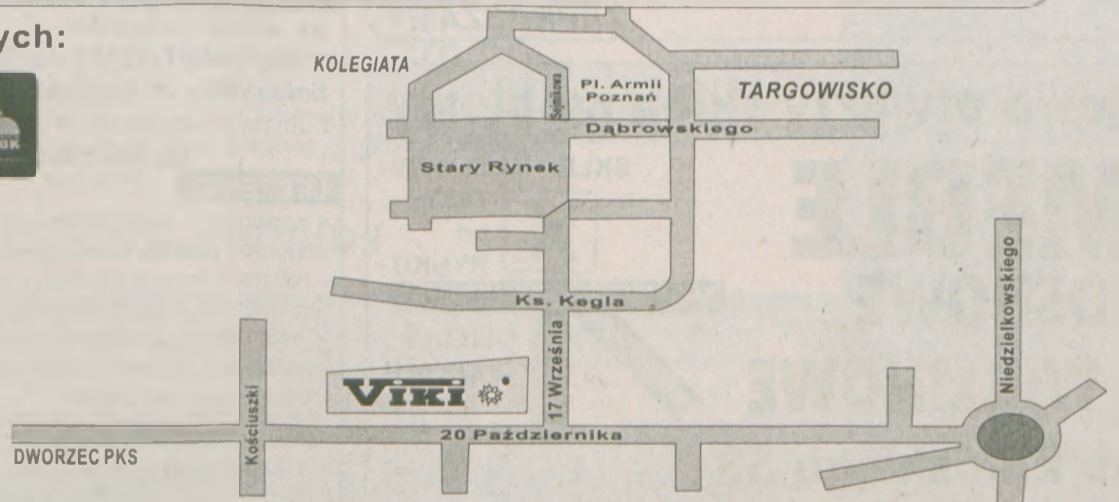 ych:
KOLEGIATA
Sejmikowa
Pl. Armii
Poznań
TARGOWISKO
Dąbrowskiego
Stary Rynek
Ks. Kegla
17 Września
Niedzielkowskiego
VIKI
Kościuszki
20 Października
DWORZEC PKS